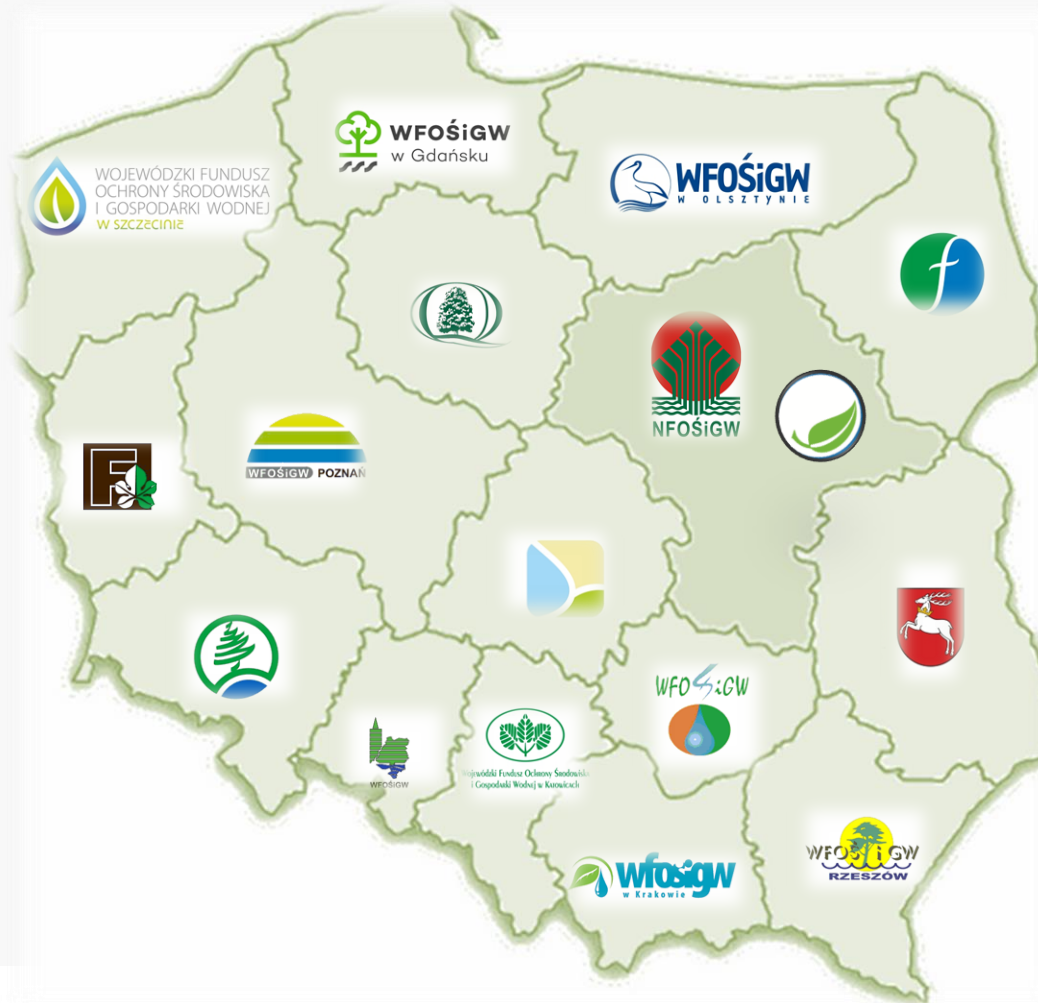 WFOŚiGW
w Gdańsku
WOJEWÓDZKI FUNDUSZ
OCHRONY ŚRODOWISKA
I GOSPODARKI WODNEJ
W SZCZECINIE
WFOŚiGW
W OLSZTYNIE
f
NFOŚiGW
WFOŚiGW POZNAŃ
F
WFOŚiGW
WFOŚiGW
Wojewódzki Fundusz Ochrony Środowiska
i Gospodarki Wodnej w Katowicach
wfosigw
w Krakowie
WFOŚiGW
RZESZÓW